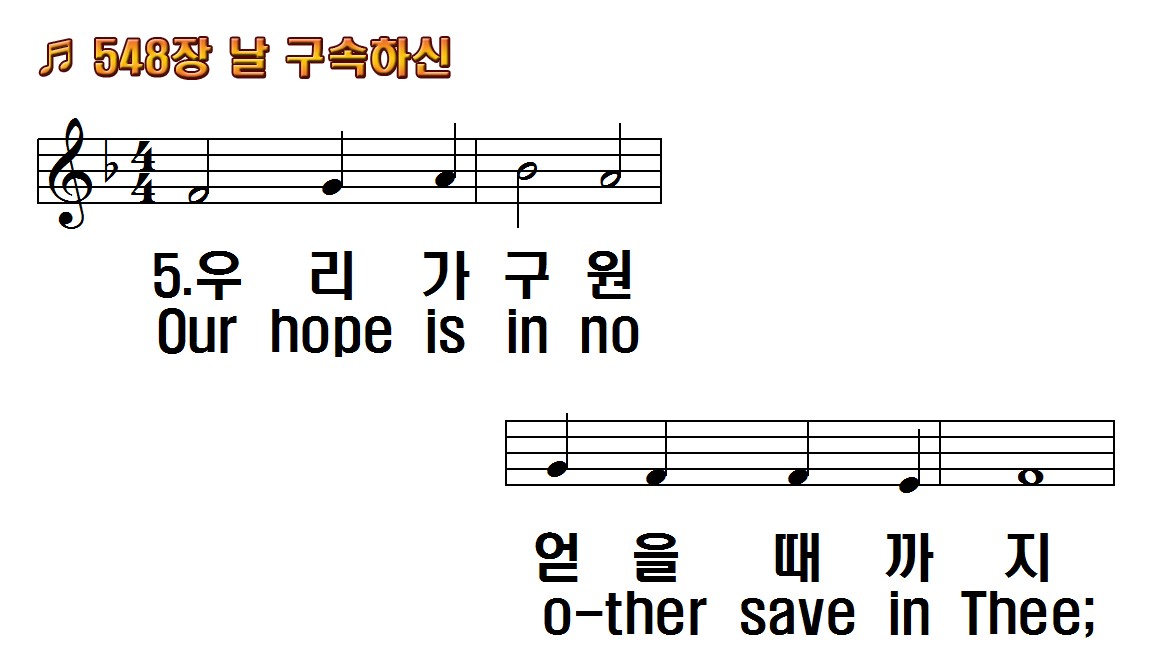 ♬ 548장 날 구속하신
5.우 리 가 구 원
Our hope is in no
얻 을 때 까 지
o-ther save in Thee;